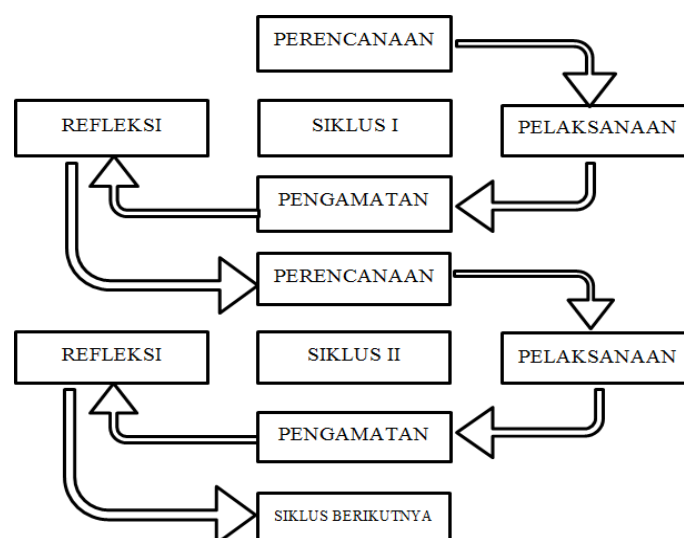 PERENCANAAN
REFLEKSI
SIKLUS I
PELAKSANAAN
PENGAMATAN
PERENCANAAN
REFLEKSI
SIKLUS II
PELAKSANAAN
PENGAMATAN
SIKLUS BERIKUTNYA